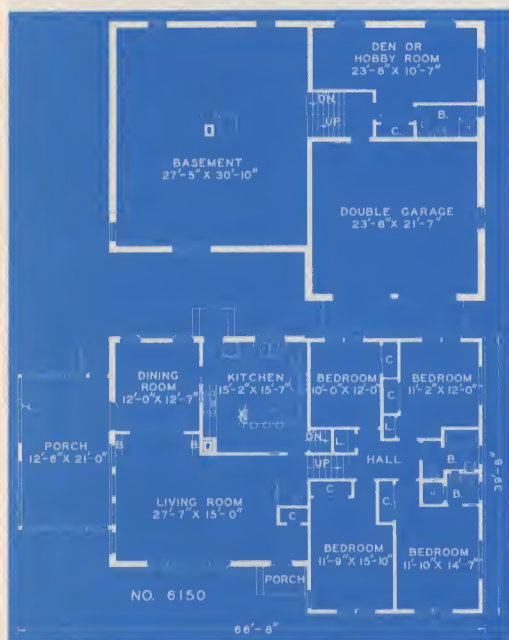 DEN OR
HOBBY ROOM
23'-8" X 10'-7"
DN.
UP
C.
B.
BASEMENT
27'-5" X 30'-10"
DOUBLE GARAGE
23'-8" X 21'-7"
DINING
ROOM
12'-0" X 12'-7"
KITCHEN
15'-2" X 15'-7"
BEDROOM
10'-0" X 12'-0"
C.
C.
L.
BEDROOM
11'-2" X 12'-0"
PORCH
12'-6" X 21'-0"
B.
B.
DN.
L.
UP
HALL
B.
B.
39'-8"
LIVING ROOM
27'-7" X 15'-0"
C.
C.
C.
BEDROOM
11'-9" X 15'-10"
BEDROOM
11'-10" X 14'-7"
PORCH
NO. 6150
66'-8"